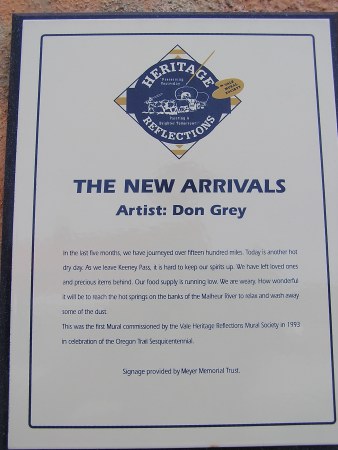 HERITAGE
REFLECTIONS
THE NEW ARRIVALS
Artist: Don Grey
In the last five months, we have journeyed over fifteen hundred miles. Today is another hot
dry day. As we leave Keeney Pass, it is hard to keep our spirits up. We have left loved ones
and precious items behind. Our food supply is running low. We are weary. How wonderful
it will be to reach the hot springs on the banks of the Malheur River to relax and wash away
some of the dust.
This was the first Mural commissioned by the Vale Heritage Reflections Mural Society in 1993
in celebration of the Oregon Trail Sesquicentennial.
Signage provided by Meyer Memorial Trust.